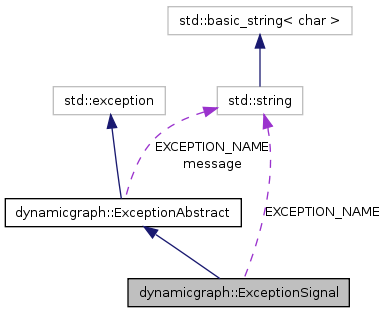 std::basic_string< char >
std::exception
std::string
EXCEPTION_NAME
message
dynamicgraph::ExceptionAbstract
EXCEPTION_NAME
dynamicgraph::ExceptionSignal